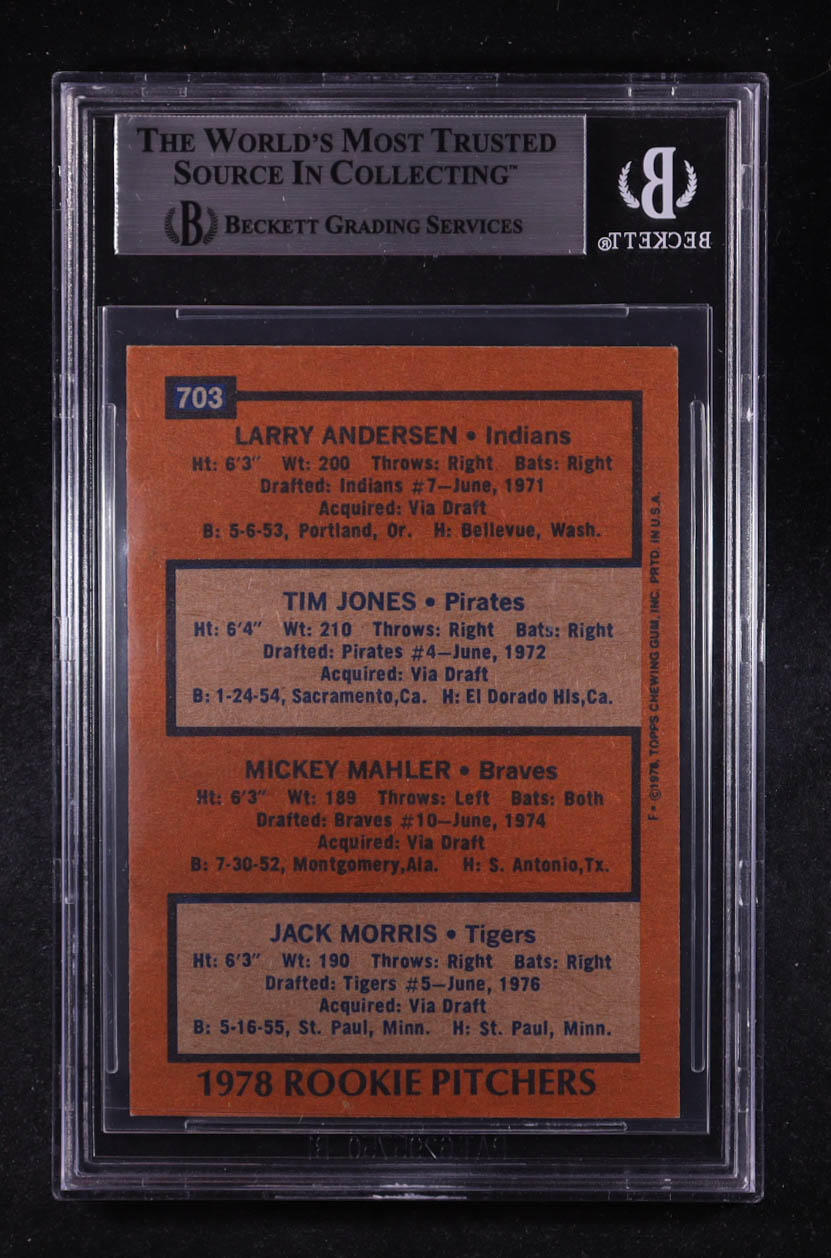 THE WORLD'S MOST TRUSTED
SOURCE IN COLLECTING™
B BECKETT GRADING SERVICES
B
BECKETT®
703
LARRY ANDERSEN • Indians
Ht: 6'3" Wt: 200 Throws: Right Bats: Right
Drafted: Indians #7—June, 1971
Acquired: Via Draft
B: 5-6-53, Portland, Or. H: Bellevue, Wash.
TIM JONES • Pirates
Ht: 6'4" Wt: 210 Throws: Right Bats: Right
Drafted: Pirates #4—June, 1972
Acquired: Via Draft
B: 1-24-54, Sacramento,Ca. H: El Dorado Hls,Ca.
MICKEY MAHLER • Braves
Ht: 6'3" Wt: 189 Throws: Left Bats: Both
Drafted: Braves #10—June, 1974
Acquired: Via Draft
B: 7-30-52, Montgomery,Ala. H: S. Antonio,Tx.
JACK MORRIS • Tigers
Ht: 6'3" Wt: 190 Throws: Right Bats: Right
Drafted: Tigers #5—June, 1976
Acquired: Via Draft
B: 5-16-55, St. Paul, Minn. H: St. Paul, Minn.
1978 ROOKIE PITCHERS
F* ©1978, TOPPS CHEWING GUM, INC. PRTD. IN U.S.A.